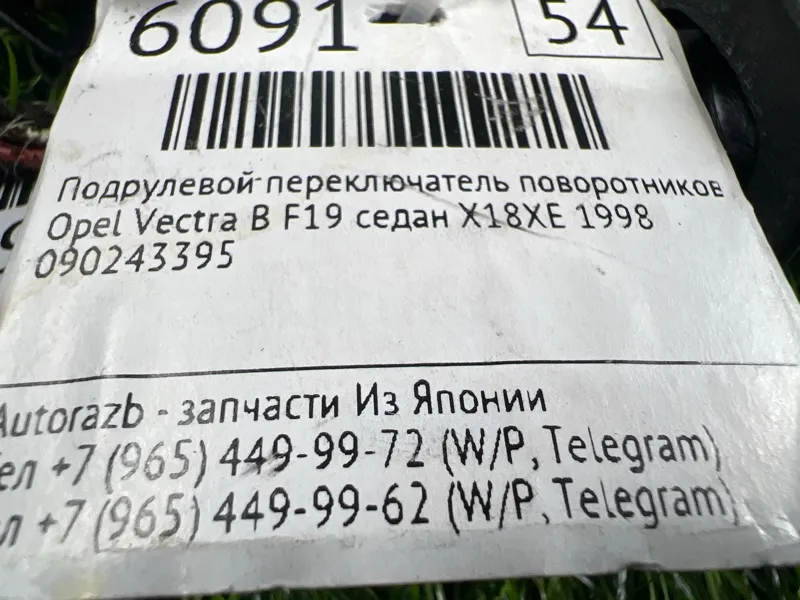 6091-
54
Подрулевой переключатель поворотников
Opel Vectra B F19 седан X18XE 1998
090243395
Autorazb - запчасти Из Японии
ел +7 (965) 449-99-72 (W/P, Telegram)
л +7 (965) 449-99-62 (W/P, Telegram)